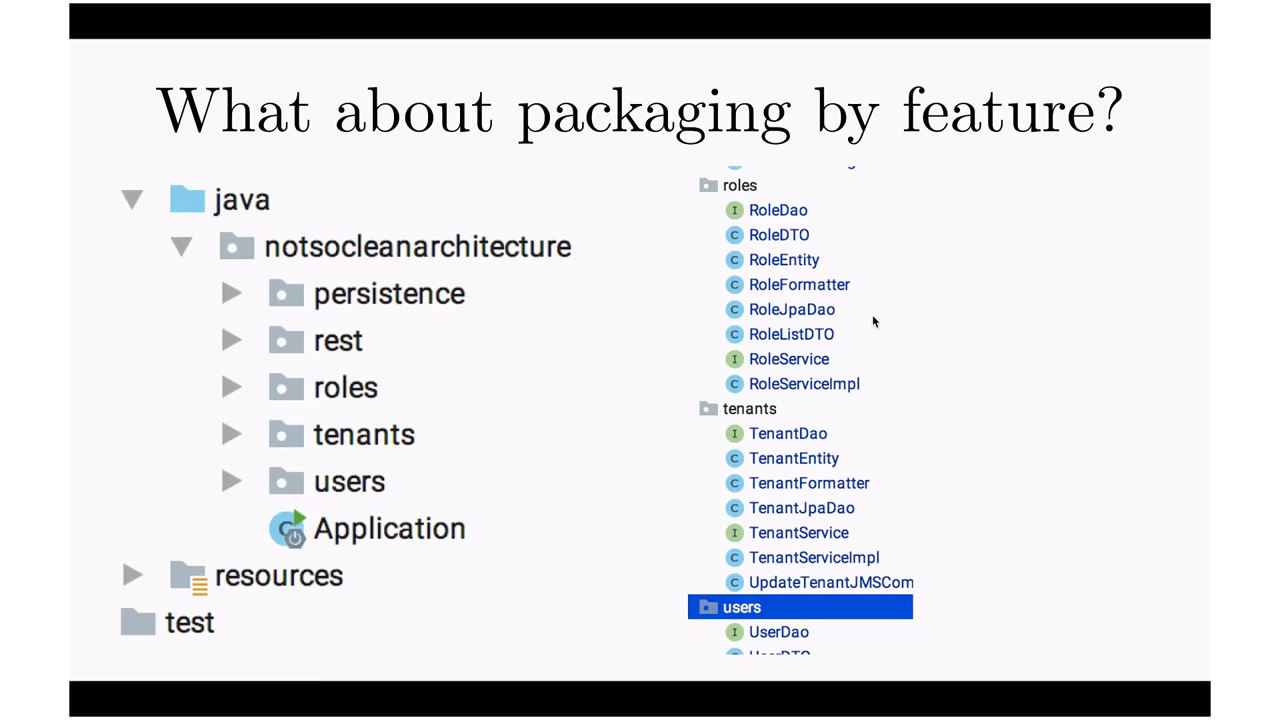 What about packaging by feature?
java
notsocleanarchitecture
persistence
rest
roles
tenants
users
Application
resources
test
roles
RoleDao
RoleDTO
RoleEntity
RoleFormatter
RoleJpaDao
RoleListDTO
RoleService
RoleServiceImpl
tenants
TenantDao
TenantEntity
TenantFormatter
TenantJpaDao
TenantService
TenantServiceImpl
UpdateTenantJMSCom
users
UserDao
UserDTO